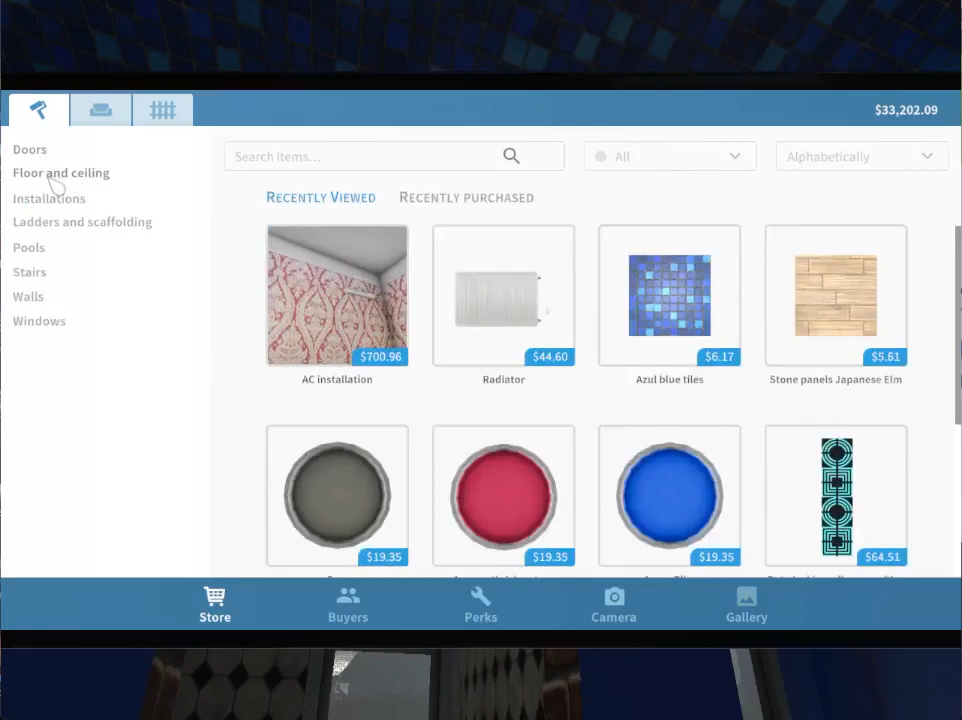 $33,202.09
Doors
Floor and ceiling
Installations
Ladders and scaffolding
Pools
Stairs
Walls
Windows
Search items...
All
Alphabetically
RECENTLY VIEWED
RECENTLY PURCHASED
$700.96
$44.60
$6.17
$5.61
AC installation
Radiator
Azul blue tiles
Stone panels Japanese Elm
$19.35
$19.35
$19.35
$64.51
Store
Buyers
Perks
Camera
Gallery